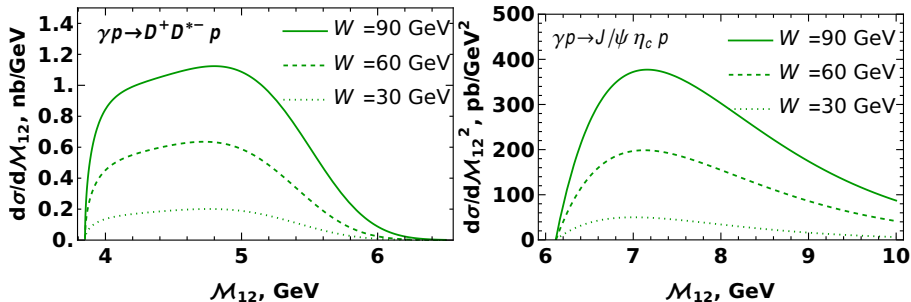 γp→D⁺D*⁻ p
W =90 GeV
W =60 GeV
W =30 GeV
dσ/dℳ₁₂, nb/GeV
1.4
1.2
1.
0.8
0.6
0.4
0.2
0.
4 5 6
ℳ₁₂, GeV
γp→J/ψ η_c p
W =90 GeV
W =60 GeV
W =30 GeV
dσ/dℳ₁₂², pb/GeV²
500
400
300
200
100
0
6 7 8 9 10
ℳ₁₂, GeV